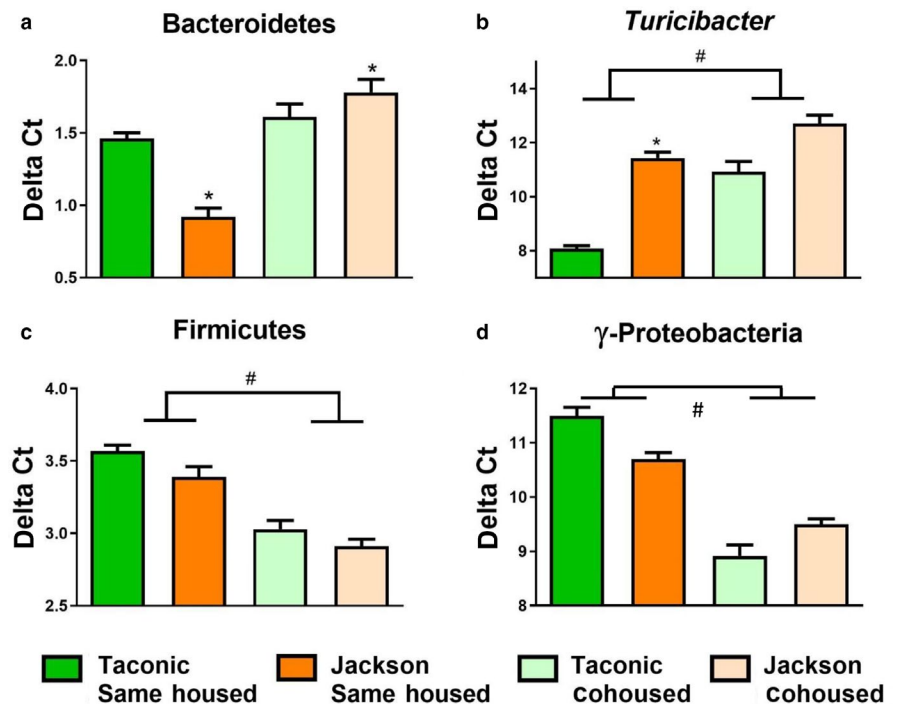 a
Bacteroidetes
Delta Ct
2.0
1.5
1.0
0.5
*
*
b
Turicibacter
#
Delta Ct
14
12
10
8
*
c
Firmicutes
#
Delta Ct
4.0
3.5
3.0
2.5
d
γ-Proteobacteria
#
Delta Ct
12
11
10
9
8
Taconic
Same housed
Jackson
Same housed
Taconic
cohoused
Jackson
cohoused